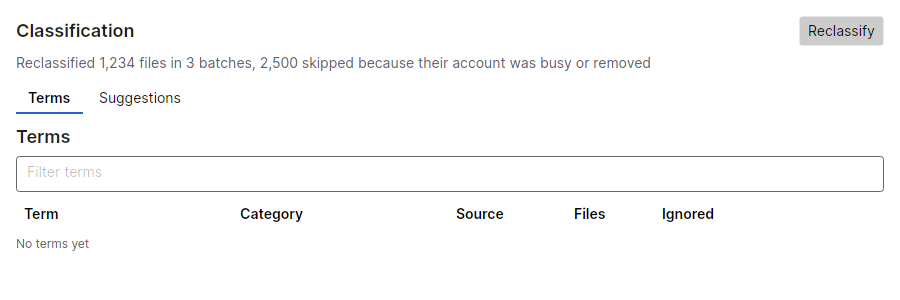 Classification
Reclassify
Reclassified 1,234 files in 3 batches, 2,500 skipped because their account was busy or removed
Terms Suggestions
Terms
Filter terms
Term Category Source Files Ignored
No terms yet